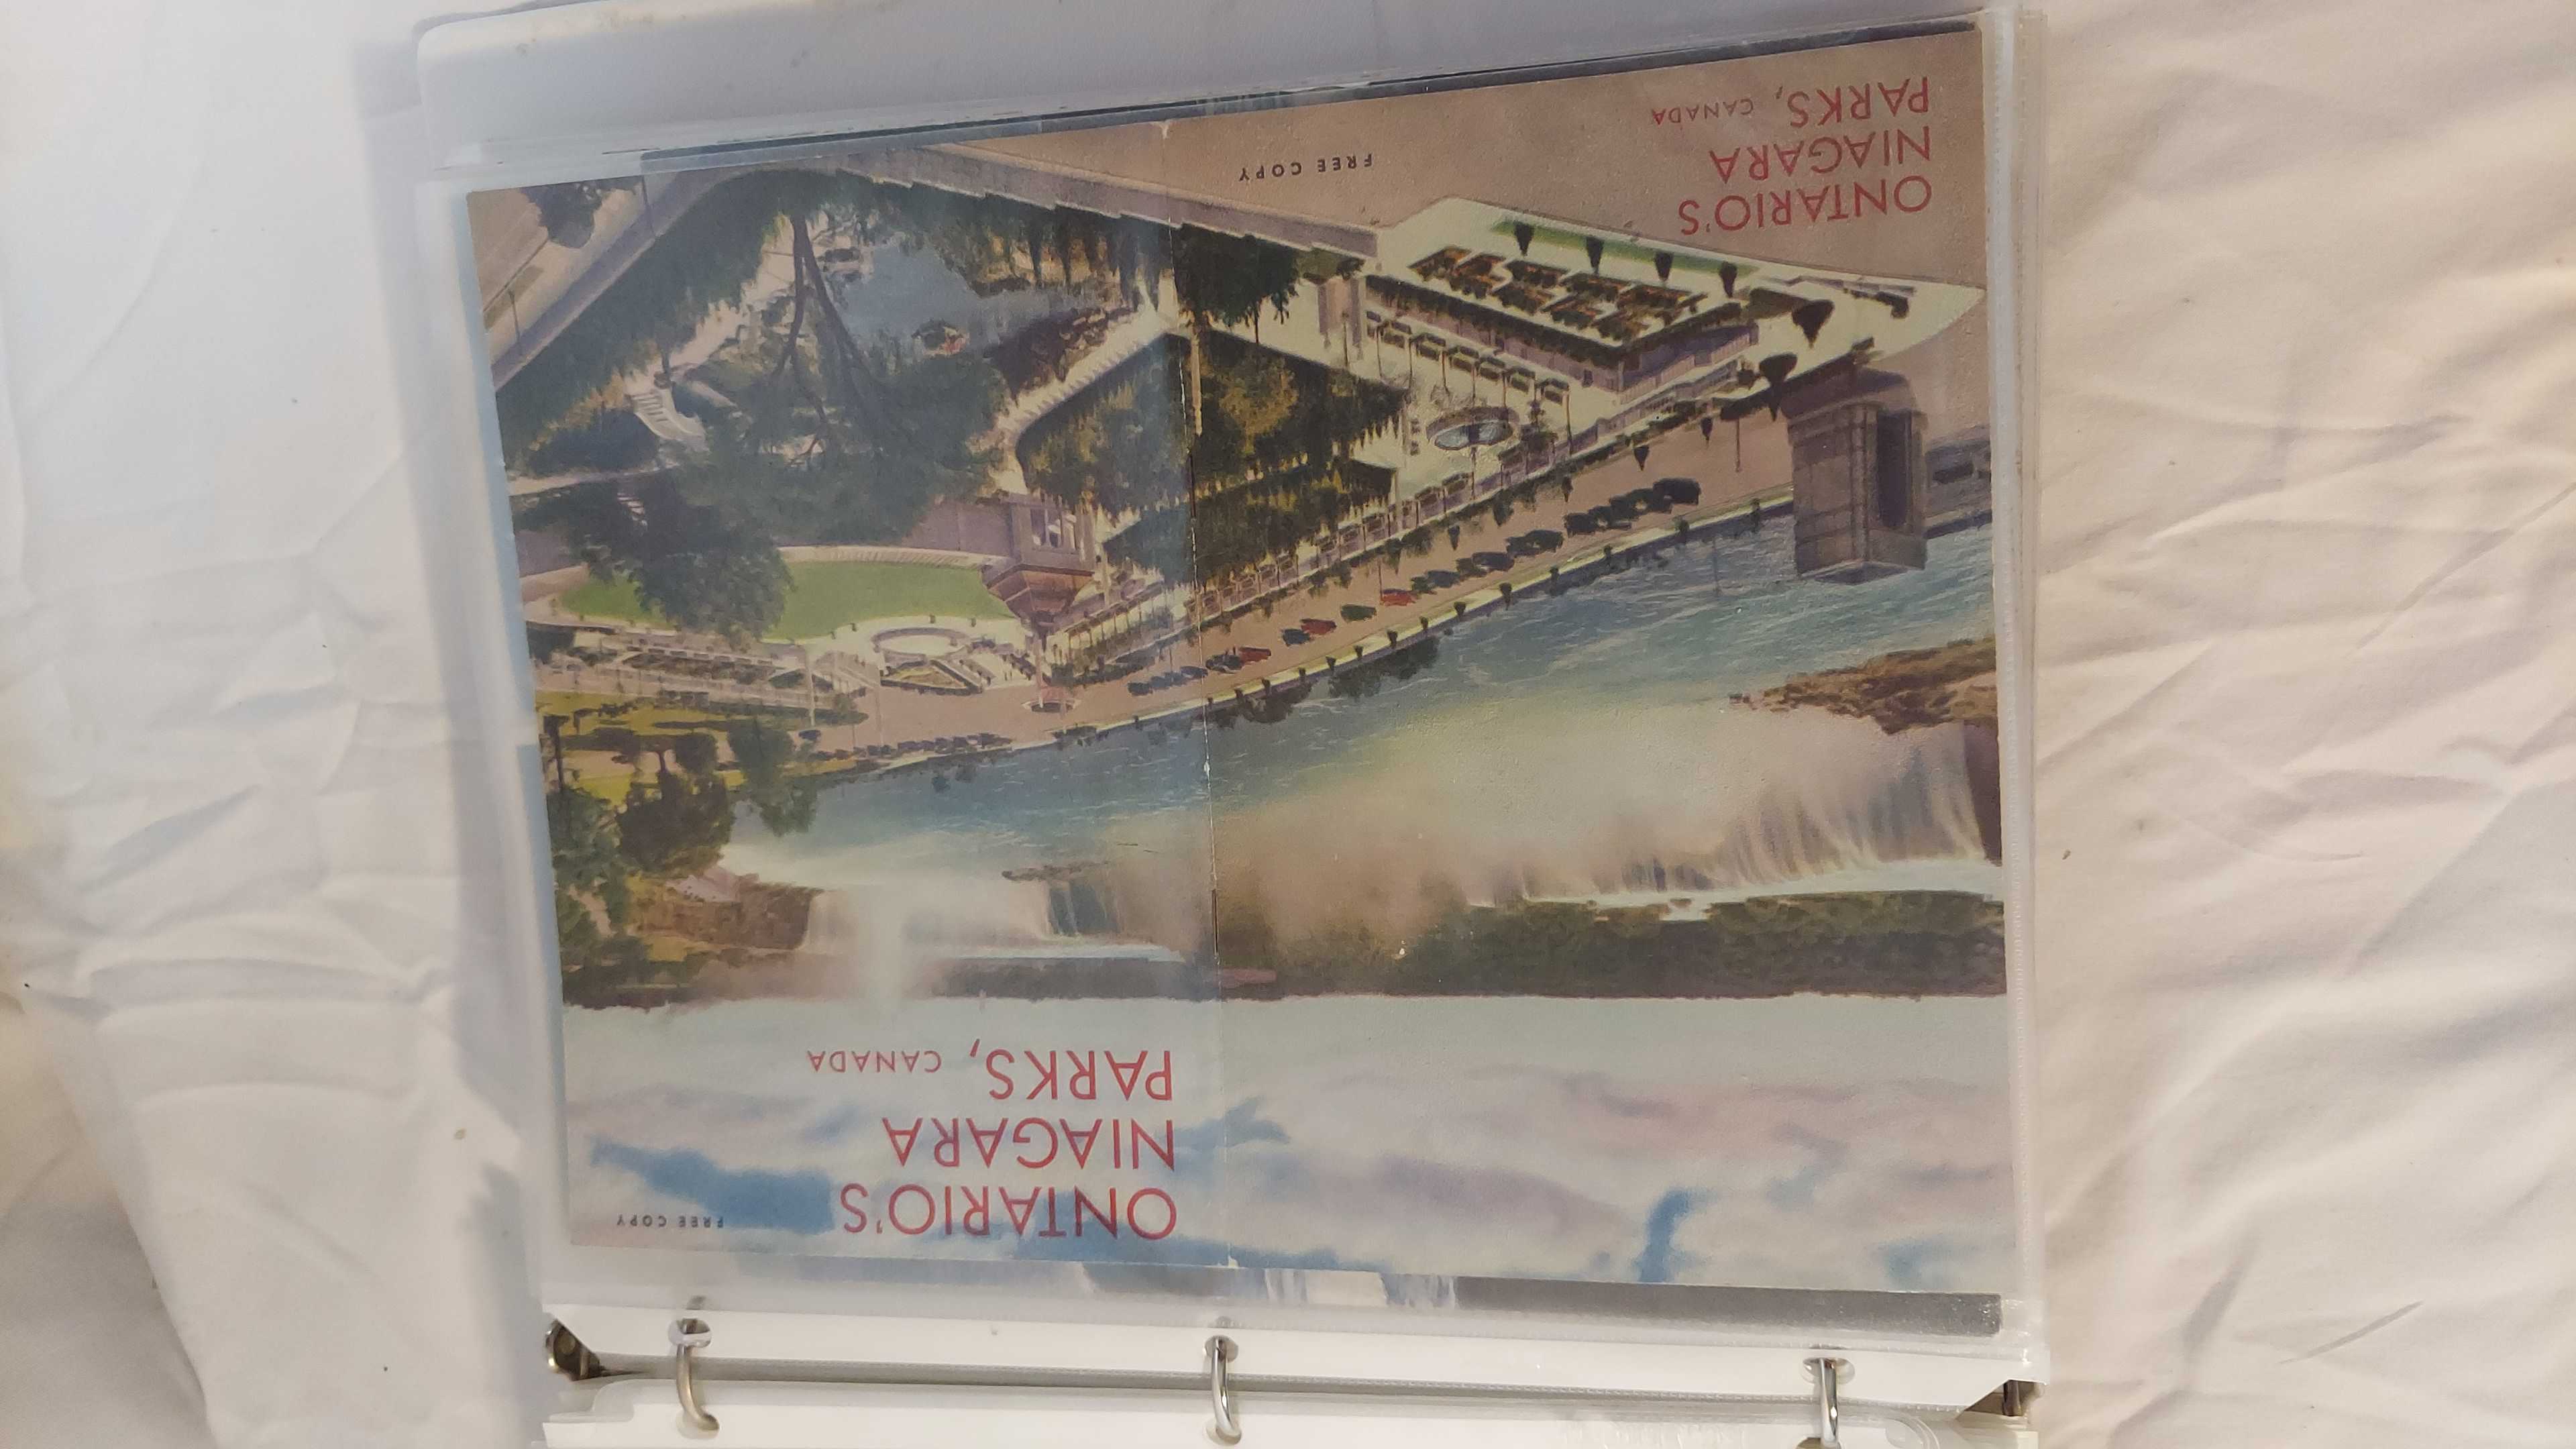 FREE COPY
ONTARIO'S
NIAGARA
PARKS, CANADA
FREE COPY
ONTARIO'S
NIAGARA
PARKS, CANADA